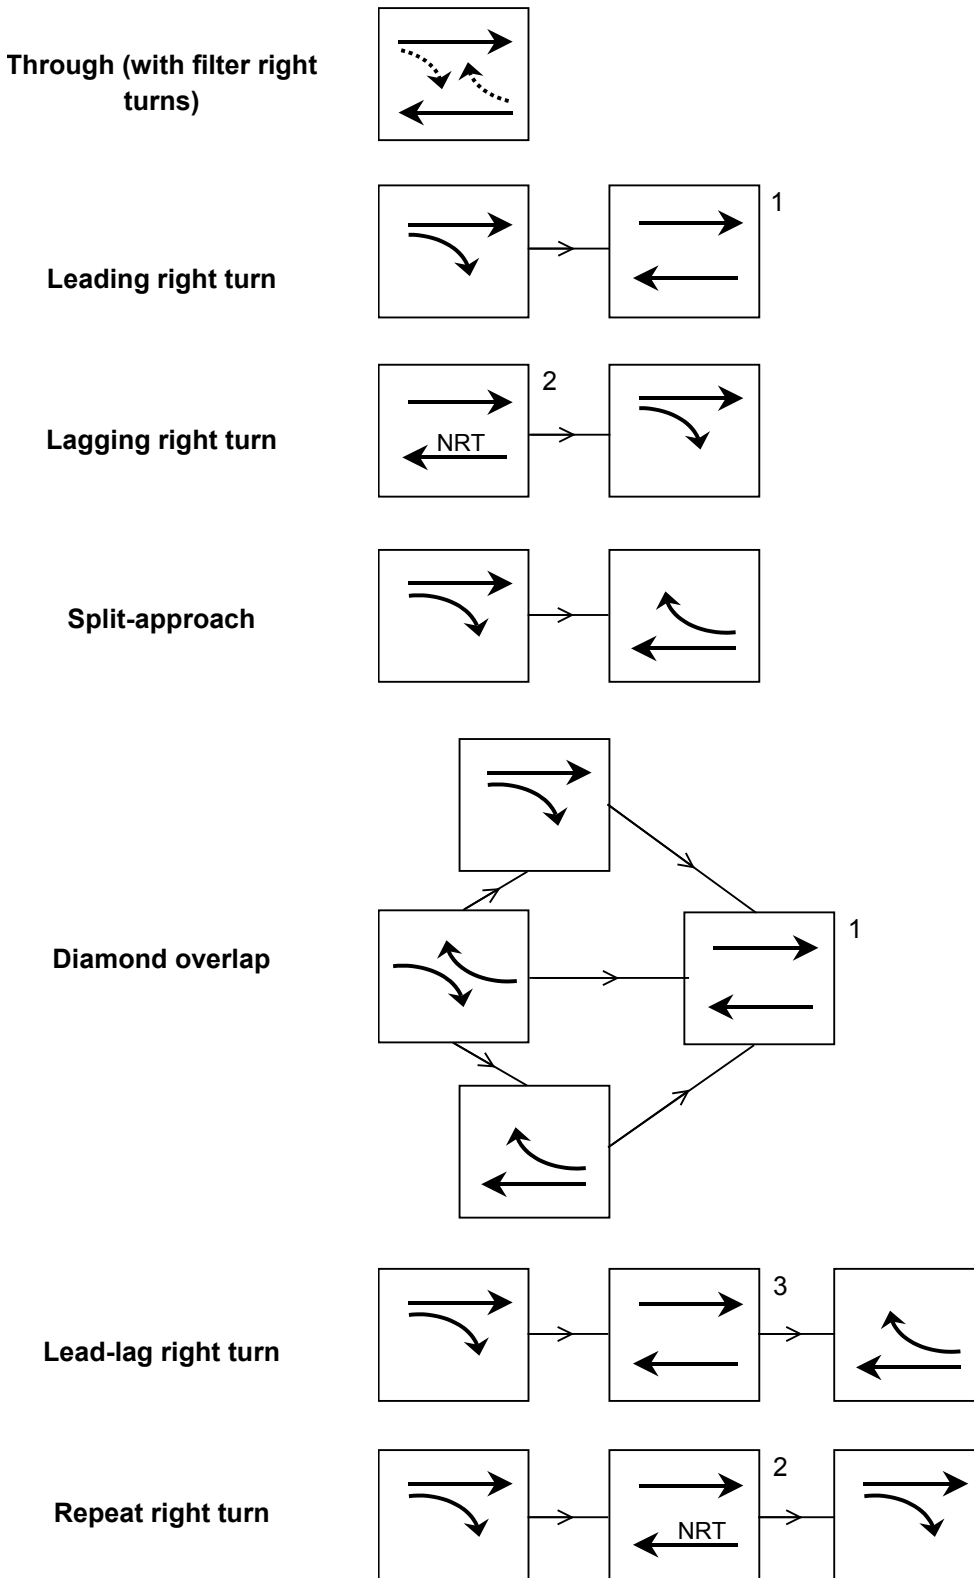 Through (with filter right
turns)
1
Leading right turn
2
NRT
Lagging right turn
Split-approach
1
Diamond overlap
3
Lead-lag right turn
2
NRT
Repeat right turn